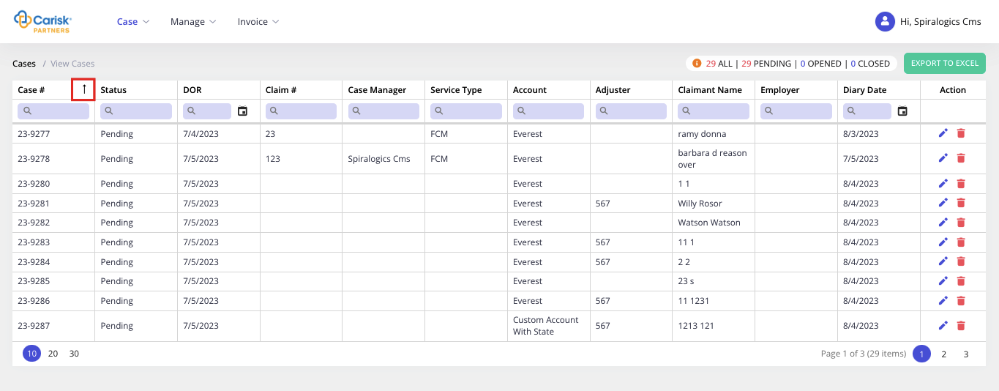 Carisk
PARTNERS
Case Manage Invoice
Hi, Spiralogics Cms
Cases / View Cases
29 ALL | 29 PENDING | 0 OPENED | 0 CLOSED
EXPORT TO EXCEL
Case # Status DOR Claim # Case Manager Service Type Account Adjuster Claimant Name Employer Diary Date Action
23-9277 Pending 7/4/2023 23 FCM Everest ramy donna 8/3/2023
23-9278 Pending 7/5/2023 123 Spiralogics Cms FCM Everest barbara d reason
over 7/5/2023
23-9280 Pending 7/5/2023 Everest 1 1 8/4/2023
23-9281 Pending 7/5/2023 Everest 567 Willy Rosor 8/4/2023
23-9282 Pending 7/5/2023 Everest Watson Watson 8/4/2023
23-9283 Pending 7/5/2023 Everest 567 11 1 8/4/2023
23-9284 Pending 7/5/2023 Everest 567 2 2 8/4/2023
23-9285 Pending 7/5/2023 Everest 23 s 8/4/2023
23-9286 Pending 7/5/2023 Everest 567 11 1231 8/4/2023
23-9287 Pending 7/5/2023 Custom Account
With State 567 1213 121 8/4/2023
10 20 30
Page 1 of 3 (29 items) 1 2 3